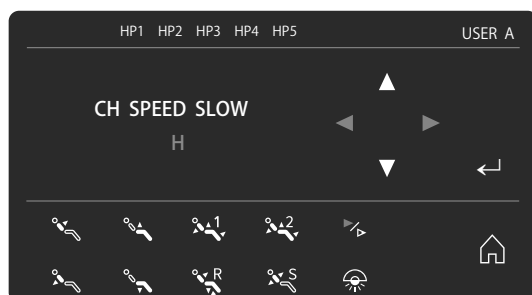 HP1 HP2 HP3 HP4 HP5 USER A
CH SPEED SLOW
H
1 2
R S